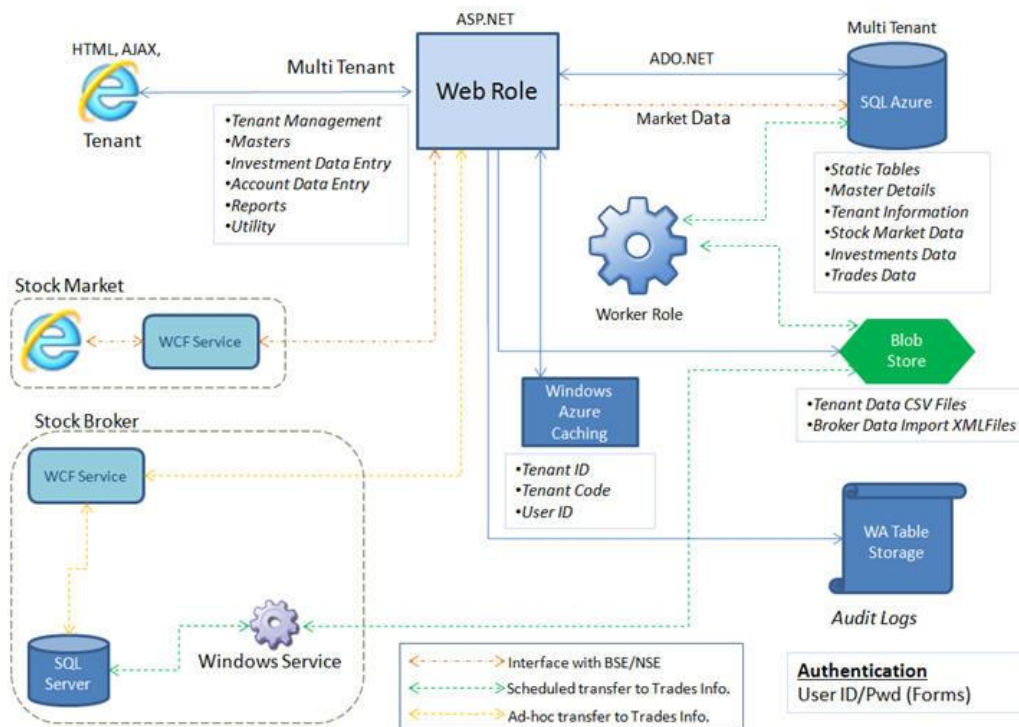 ASP.NET
HTML, AJAX,
Multi Tenant
Tenant
Web Role
ADO.NET
Market Data
Multi Tenant
SQL Azure
•Tenant Management
•Masters
•Investment Data Entry
•Account Data Entry
•Reports
•Utility
•Static Tables
•Master Details
•Tenant Information
•Stock Market Data
•Investments Data
•Trades Data
Worker Role
Stock Market
WCF Service
Blob
Store
•Tenant Data CSV Files
•Broker Data Import XMLFiles
Windows
Azure
Caching
•Tenant ID
•Tenant Code
•User ID
Stock Broker
WCF Service
SQL
Server
Windows Service
WA Table
Storage
Audit Logs
Interface with BSE/NSE
Scheduled transfer to Trades Info.
Ad-hoc transfer to Trades Info.
Authentication
User ID/Pwd (Forms)